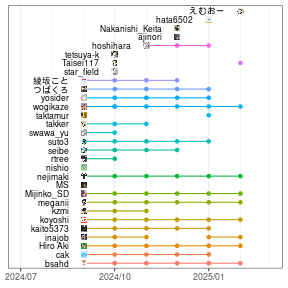 えむおー
hata6502
Nakanishi_Keita
ajinori
hoshihara
tetsuya-k
Taisei117
star_field
綾坂こと
つぱくろ
yosider
wogikaze
taktamur
takker
swawa_yu
suto3
seibe
rtree
nishio
nejimaki
MS
Mijinko_SD
meganii
kzmi
koyoshi
kaito5373
inajob
Hiro Aki
cak
bsahd
2024/07 2024/10 2025/01